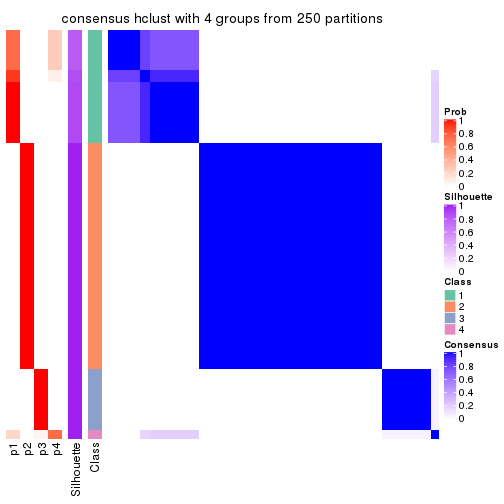 consensus hclust with 4 groups from 250 partitions
Prob
1
0.8
0.6
0.4
0.2
0
Silhouette
1
0.8
0.6
0.4
0.2
0
Class
1
2
3
4
Consensus
1
0.8
0.6
0.4
0.2
0
p1
p2
p3
p4
Silhouette
Class